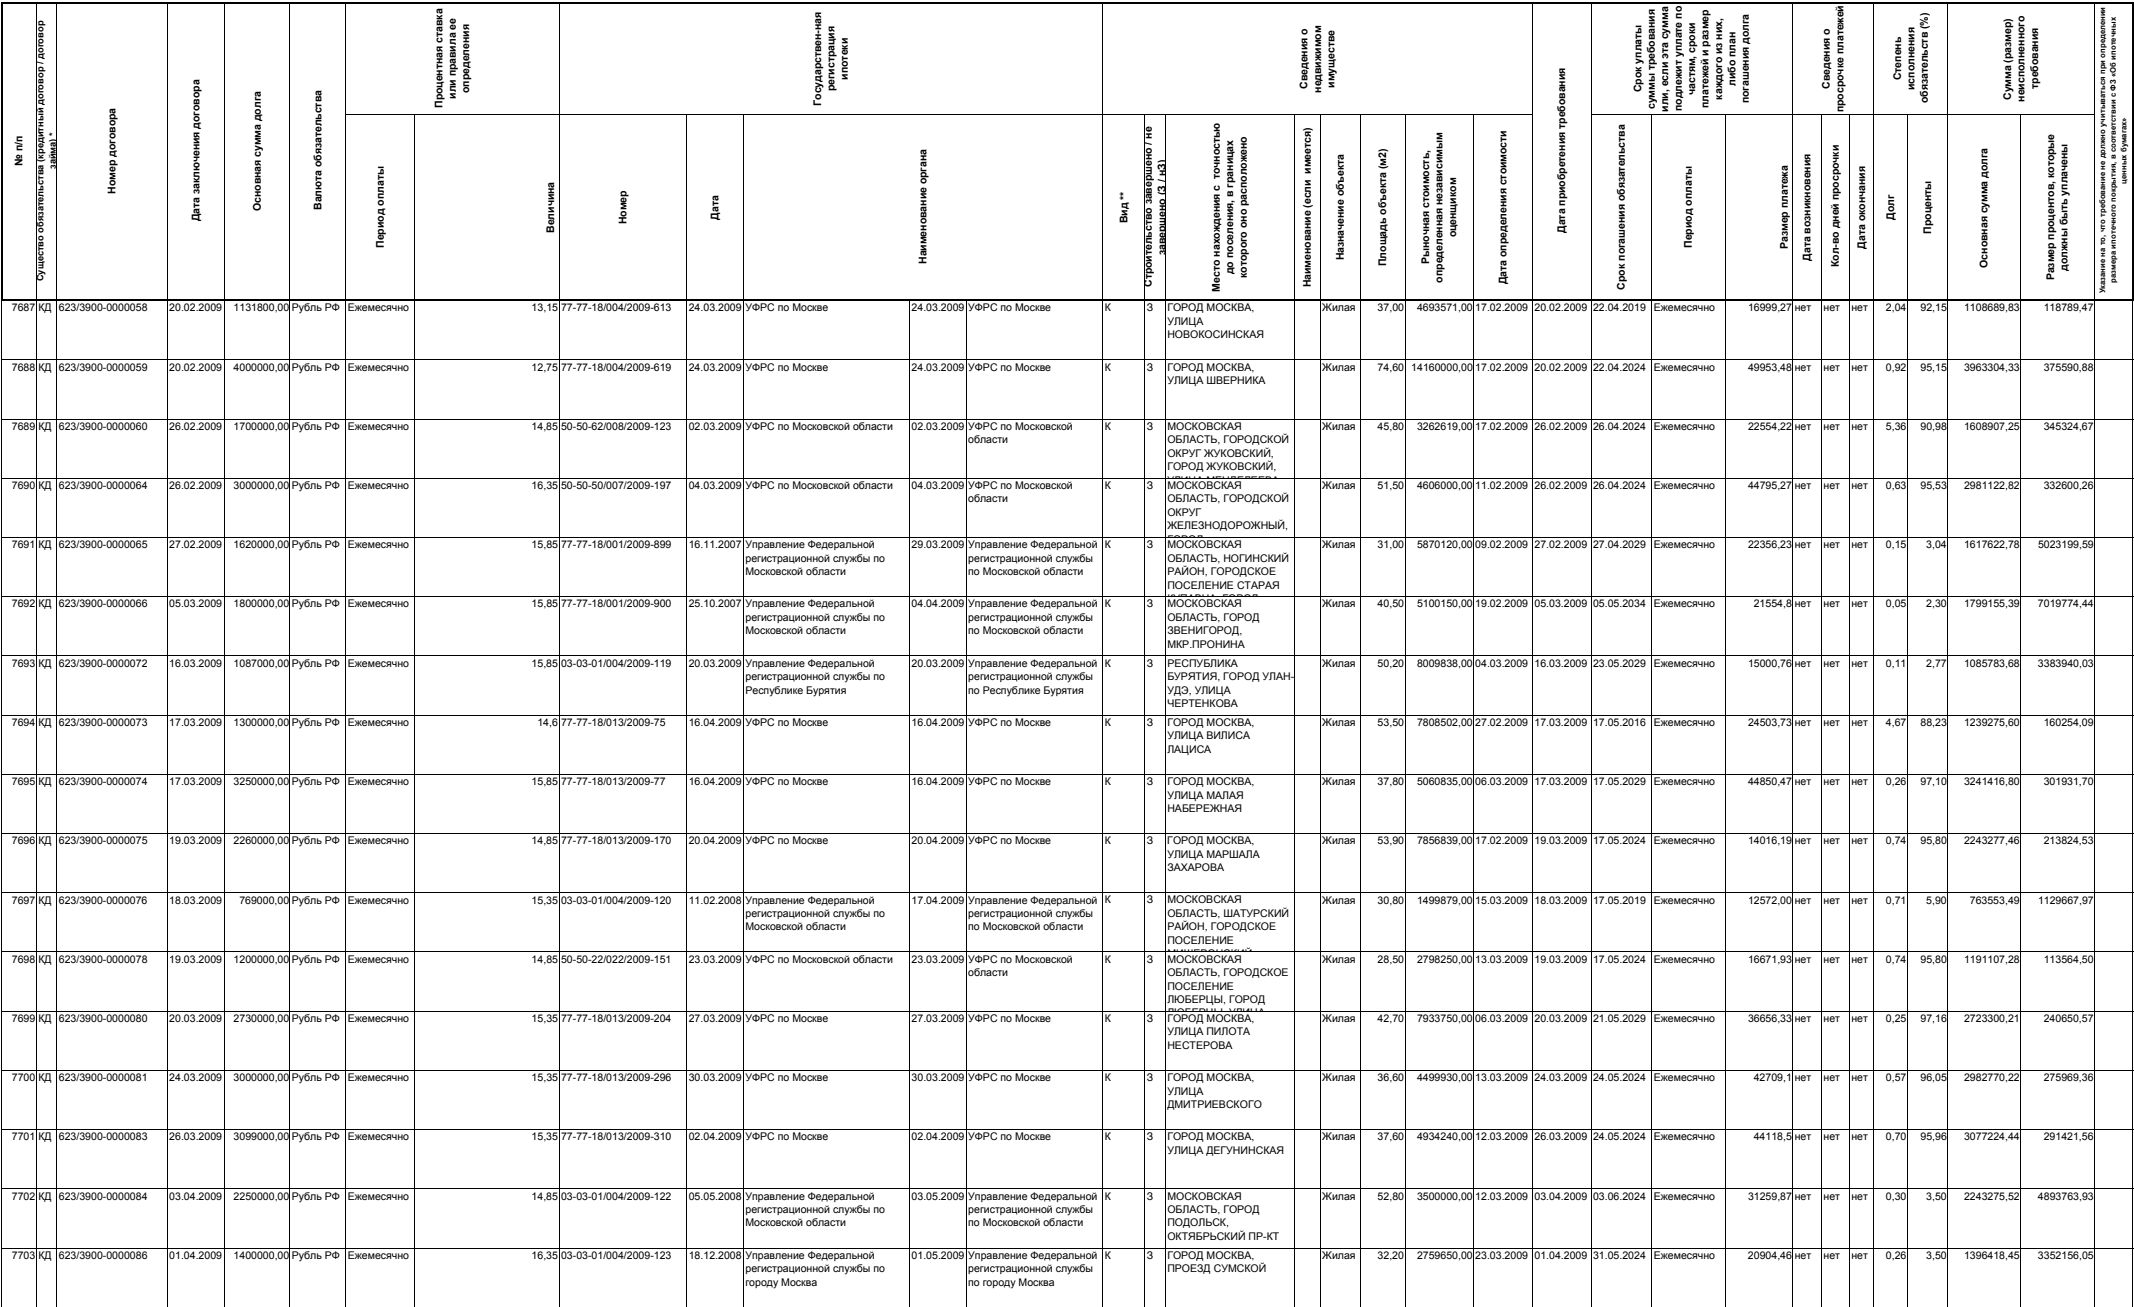 № п/п
Существо обязательства (кредитный договор / договор займа) *
Номер договора
Дата заключения договора
Основная сумма долга
Валюта обязательства
Процентная ставка или правила ее определения
Период оплаты
Величина
Государствен-ная регистрация ипотеки
Номер
Дата
Наименование органа
Сведения о недвижимом имуществе
Вид **
Строительство завершено / не завершено (З / нЗ)
Место нахождения с точностью до поселения, в границах которого оно расположено
Наименование (если имеется)
Назначение объекта
Площадь объекта (м2)
Рыночная стоимость, определенная независимым оценщиком
Дата определения стоимости
Дата приобретения требования
Срок уплаты суммы требования или, если эта сумма подлежит уплате по частям, сроки платежей и размер каждого из них, либо план погашения долга
Срок погашения обязательства
Период оплаты
Размер платежа
Сведения о просрочке платежей
Дата возникновения
Кол-во дней просрочки
Дата окончания
Степень исполнения обязательств (%)
Долг
Проценты
Сумма (размер) неисполненного требования
Основная сумма долга
Размер процентов, которые должны быть уплачены
Указание на то, что требование не должно учитываться при определении размера ипотечного покрытия, в соответствии с ФЗ «Об ипотечных ценных бумагах»
7687 КД 623/3900-0000058 20.02.2009 1131800,00 Рубль РФ Ежемесячно 13,15 77-77-18/004/2009-613 24.03.2009 УФРС по Москве 24.03.2009 УФРС по Москве К З ГОРОД МОСКВА, УЛИЦА НОВОКОСИНСКАЯ Жилая 37,00 4693571,00 17.02.2009 20.02.2009 22.04.2019 Ежемесячно 16999,27 нет нет нет 2,04 92,15 1108689,83 118789,47
7688 КД 623/3900-0000059 20.02.2009 4000000,00 Рубль РФ Ежемесячно 12,75 77-77-18/004/2009-619 24.03.2009 УФРС по Москве 24.03.2009 УФРС по Москве К З ГОРОД МОСКВА, УЛИЦА ШВЕРНИКА Жилая 74,60 14160000,00 17.02.2009 20.02.2009 22.04.2024 Ежемесячно 49953,48 нет нет нет 0,92 95,15 3963304,33 375590,88
7689 КД 623/3900-0000060 26.02.2009 1700000,00 Рубль РФ Ежемесячно 14,85 50-50-62/008/2009-123 02.03.2009 УФРС по Московской области 02.03.2009 УФРС по Московской области К З МОСКОВСКАЯ ОБЛАСТЬ, ГОРОДСКОЙ ОКРУГ ЖУКОВСКИЙ, ГОРОД ЖУКОВСКИЙ, Жилая 45,80 3262619,00 17.02.2009 26.02.2009 26.04.2024 Ежемесячно 22554,22 нет нет нет 5,36 90,98 1608907,25 345324,67
7690 КД 623/3900-0000064 26.02.2009 3000000,00 Рубль РФ Ежемесячно 16,35 50-50-50/007/2009-197 04.03.2009 УФРС по Московской области 04.03.2009 УФРС по Московской области К З МОСКОВСКАЯ ОБЛАСТЬ, ГОРОДСКОЙ ОКРУГ ЖЕЛЕЗНОДОРОЖНЫЙ, Жилая 51,50 4606000,00 11.02.2009 26.02.2009 26.04.2024 Ежемесячно 44795,27 нет нет нет 0,63 95,53 2981122,82 332600,26
7691 КД 623/3900-0000065 27.02.2009 1620000,00 Рубль РФ Ежемесячно 15,85 77-77-18/001/2009-899 16.11.2007 Управление Федеральной регистрационной службы по Московской области 29.03.2009 Управление Федеральной регистрационной службы по Московской области К З МОСКОВСКАЯ ОБЛАСТЬ, НОГИНСКИЙ РАЙОН, ГОРОДСКОЕ ПОСЕЛЕНИЕ СТАРАЯ Жилая 31,00 5870120,00 09.02.2009 27.02.2009 27.04.2029 Ежемесячно 22356,23 нет нет нет 0,15 3,04 1617622,78 5023199,59
7692 КД 623/3900-0000066 05.03.2009 1800000,00 Рубль РФ Ежемесячно 15,85 77-77-18/001/2009-900 25.10.2007 Управление Федеральной регистрационной службы по Московской области 04.04.2009 Управление Федеральной регистрационной службы по Московской области К З МОСКОВСКАЯ ОБЛАСТЬ, ГОРОД ЗВЕНИГОРОД, МКР.ПРОНИНА Жилая 40,50 5100150,00 19.02.2009 05.03.2009 05.05.2034 Ежемесячно 21554,8 нет нет нет 0,05 2,30 1799155,39 7019774,44
7693 КД 623/3900-0000072 16.03.2009 1087000,00 Рубль РФ Ежемесячно 15,85 03-03-01/004/2009-119 20.03.2009 Управление Федеральной регистрационной службы по Республике Бурятия 20.03.2009 Управление Федеральной регистрационной службы по Республике Бурятия К З РЕСПУБЛИКА БУРЯТИЯ, ГОРОД УЛАН-УДЭ, УЛИЦА ЧЕРТЕНКОВА Жилая 50,20 8009838,00 04.03.2009 16.03.2009 23.05.2029 Ежемесячно 15000,76 нет нет нет 0,11 2,77 1085783,68 3383940,03
7694 КД 623/3900-0000073 17.03.2009 1300000,00 Рубль РФ Ежемесячно 14,6 77-77-18/013/2009-75 16.04.2009 УФРС по Москве 16.04.2009 УФРС по Москве К З ГОРОД МОСКВА, УЛИЦА ВИЛИСА ЛАЦИСА Жилая 53,50 7808502,00 27.02.2009 17.03.2009 17.05.2016 Ежемесячно 24503,73 нет нет нет 4,67 88,23 1239275,60 160254,09
7695 КД 623/3900-0000074 17.03.2009 3250000,00 Рубль РФ Ежемесячно 15,85 77-77-18/013/2009-77 16.04.2009 УФРС по Москве 16.04.2009 УФРС по Москве К З ГОРОД МОСКВА, УЛИЦА МАЛАЯ НАБЕРЕЖНАЯ Жилая 37,80 5060835,00 06.03.2009 17.03.2009 17.05.2029 Ежемесячно 44850,47 нет нет нет 0,26 97,10 3241416,80 301931,70
7696 КД 623/3900-0000075 19.03.2009 2260000,00 Рубль РФ Ежемесячно 14,85 77-77-18/013/2009-170 20.04.2009 УФРС по Москве 20.04.2009 УФРС по Москве К З ГОРОД МОСКВА, УЛИЦА МАРШАЛА ЗАХАРОВА Жилая 53,90 7856839,00 17.02.2009 19.03.2009 17.05.2024 Ежемесячно 14016,19 нет нет нет 0,74 95,80 2243277,46 213824,53
7697 КД 623/3900-0000076 18.03.2009 769000,00 Рубль РФ Ежемесячно 15,35 03-03-01/004/2009-120 11.02.2008 Управление Федеральной регистрационной службы по Московской области 17.04.2009 Управление Федеральной регистрационной службы по Московской области К З МОСКОВСКАЯ ОБЛАСТЬ, ШАТУРСКИЙ РАЙОН, ГОРОДСКОЕ ПОСЕЛЕНИЕ Жилая 30,80 1499879,00 15.03.2009 18.03.2009 17.05.2019 Ежемесячно 12572,00 нет нет нет 0,71 5,90 763553,49 1129667,97
7698 КД 623/3900-0000078 19.03.2009 1200000,00 Рубль РФ Ежемесячно 14,85 50-50-22/022/2009-151 23.03.2009 УФРС по Московской области 23.03.2009 УФРС по Московской области К З МОСКОВСКАЯ ОБЛАСТЬ, ГОРОДСКОЕ ПОСЕЛЕНИЕ ЛЮБЕРЦЫ, ГОРОД Жилая 28,50 2798250,00 13.03.2009 19.03.2009 17.05.2024 Ежемесячно 16671,93 нет нет нет 0,74 95,80 1191107,28 113564,50
7699 КД 623/3900-0000080 20.03.2009 2730000,00 Рубль РФ Ежемесячно 15,35 77-77-18/013/2009-204 27.03.2009 УФРС по Москве 27.03.2009 УФРС по Москве К З ГОРОД МОСКВА, УЛИЦА ПИЛОТА НЕСТЕРОВА Жилая 42,70 7933750,00 06.03.2009 20.03.2009 21.05.2029 Ежемесячно 36656,33 нет нет нет 0,25 97,16 2723300,21 240650,57
7700 КД 623/3900-0000081 24.03.2009 3000000,00 Рубль РФ Ежемесячно 15,35 77-77-18/013/2009-296 30.03.2009 УФРС по Москве 30.03.2009 УФРС по Москве К З ГОРОД МОСКВА, УЛИЦА ДМИТРИЕВСКОГО Жилая 36,60 4499930,00 13.03.2009 24.03.2009 24.05.2024 Ежемесячно 42709,1 нет нет нет 0,57 96,05 2982770,22 275969,36
7701 КД 623/3900-0000083 26.03.2009 3099000,00 Рубль РФ Ежемесячно 15,35 77-77-18/013/2009-310 02.04.2009 УФРС по Москве 02.04.2009 УФРС по Москве К З ГОРОД МОСКВА, УЛИЦА ДЕГУНИНСКАЯ Жилая 37,60 4934240,00 12.03.2009 26.03.2009 24.05.2024 Ежемесячно 44118,5 нет нет нет 0,70 95,96 3077224,44 291421,56
7702 КД 623/3900-0000084 03.04.2009 2250000,00 Рубль РФ Ежемесячно 14,85 03-03-01/004/2009-122 05.05.2008 Управление Федеральной регистрационной службы по Московской области 03.05.2009 Управление Федеральной регистрационной службы по Московской области К З МОСКОВСКАЯ ОБЛАСТЬ, ГОРОД ПОДОЛЬСК, ОКТЯБРЬСКИЙ ПР-КТ Жилая 52,80 3500000,00 12.03.2009 03.04.2009 03.06.2024 Ежемесячно 31259,87 нет нет нет 0,30 3,50 2243275,52 4893763,93
7703 КД 623/3900-0000086 01.04.2009 1400000,00 Рубль РФ Ежемесячно 16,35 03-03-01/004/2009-123 18.12.2008 Управление Федеральной регистрационной службы по городу Москва 01.05.2009 Управление Федеральной регистрационной службы по городу Москва К З ГОРОД МОСКВА, ПРОЕЗД СУМСКОЙ Жилая 32,20 2759650,00 23.03.2009 01.04.2009 31.05.2024 Ежемесячно 20904,46 нет нет нет 0,26 3,50 1396418,45 3352156,05